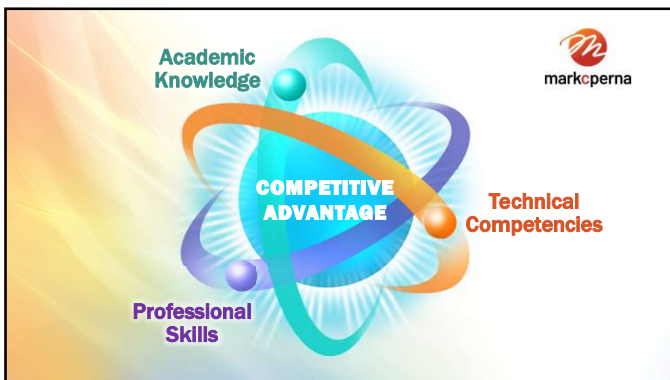 Academic
Knowledge
markcperna
COMPETITIVE
ADVANTAGE
Technical
Competencies
Professional
Skills